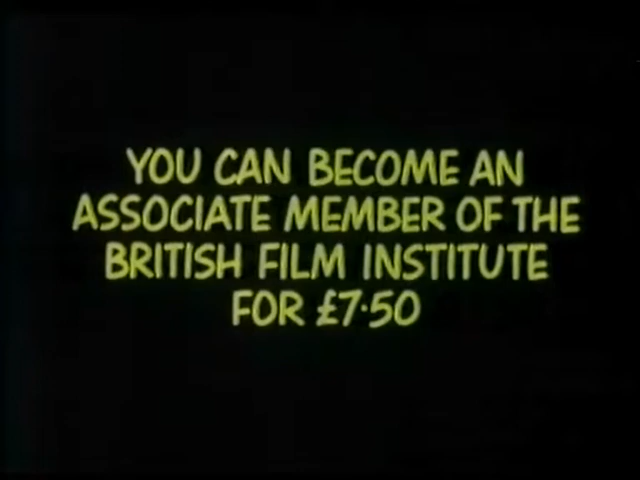 YOU CAN BECOME AN
ASSOCIATE MEMBER OF THE
BRITISH FILM INSTITUTE
FOR £7·50